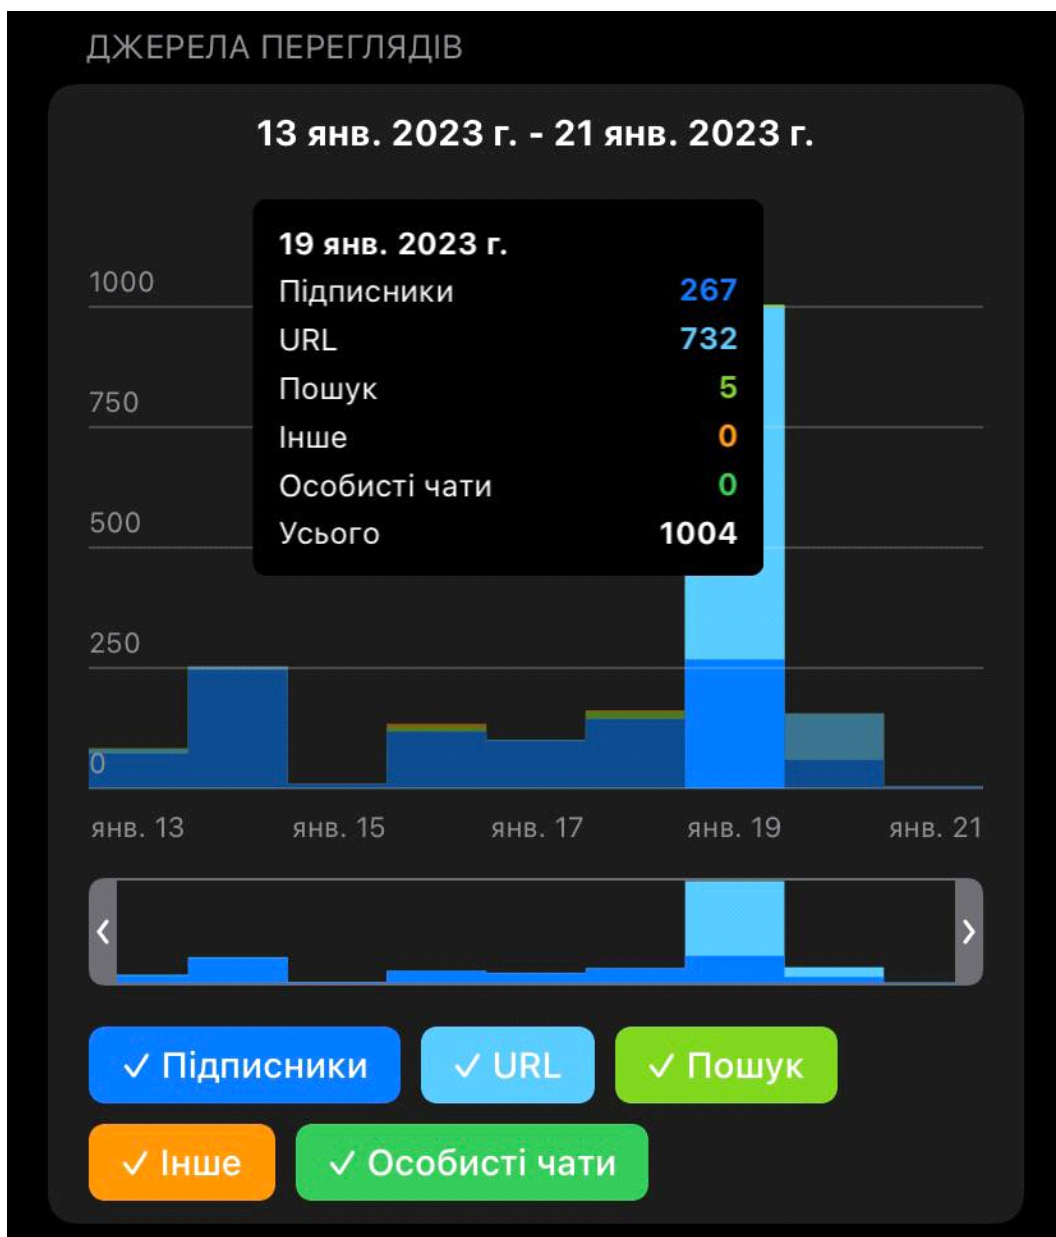 ДЖЕРЕЛА ПЕРЕГЛЯДІВ
13 янв. 2023 г. - 21 янв. 2023 г.
19 янв. 2023 г.
Підписники 267
URL 732
Пошук 5
Інше 0
Особисті чати 0
Усього 1004
1000
750
500
250
0
янв. 13 янв. 15 янв. 17 янв. 19 янв. 21
✓ Підписники ✓ URL ✓ Пошук
✓ Інше ✓ Особисті чати